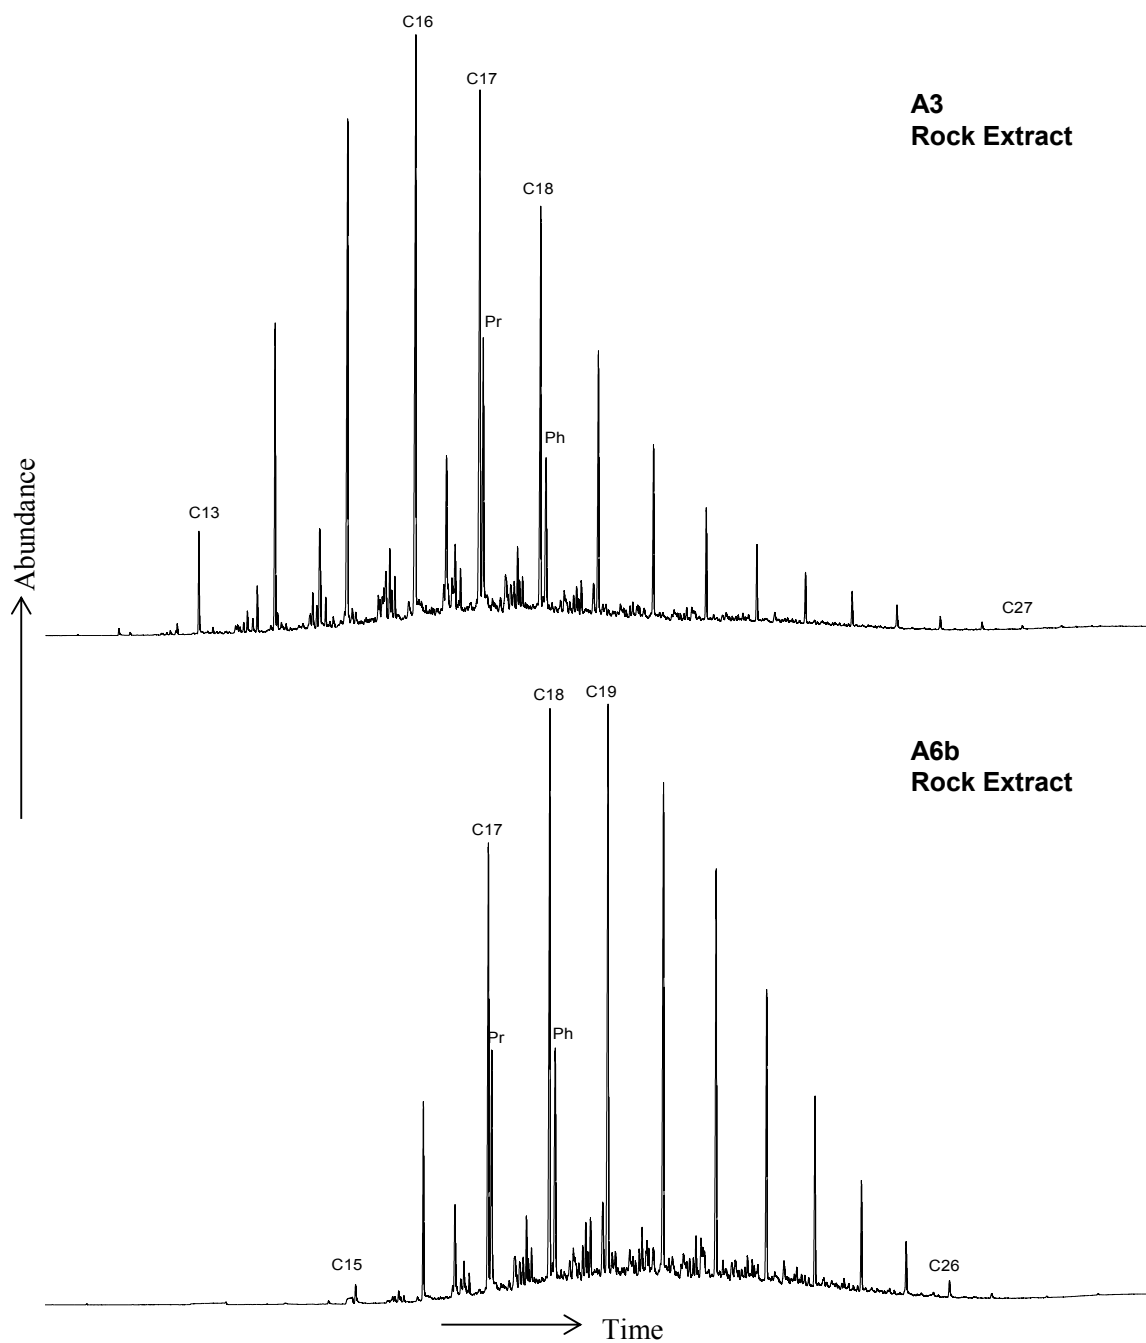 C16
C17
A3
Rock Extract
C18
Pr
Ph
C13
Abundance
C27
C18
C19
A6b
Rock Extract
C17
Pr
Ph
C15
C26
Time